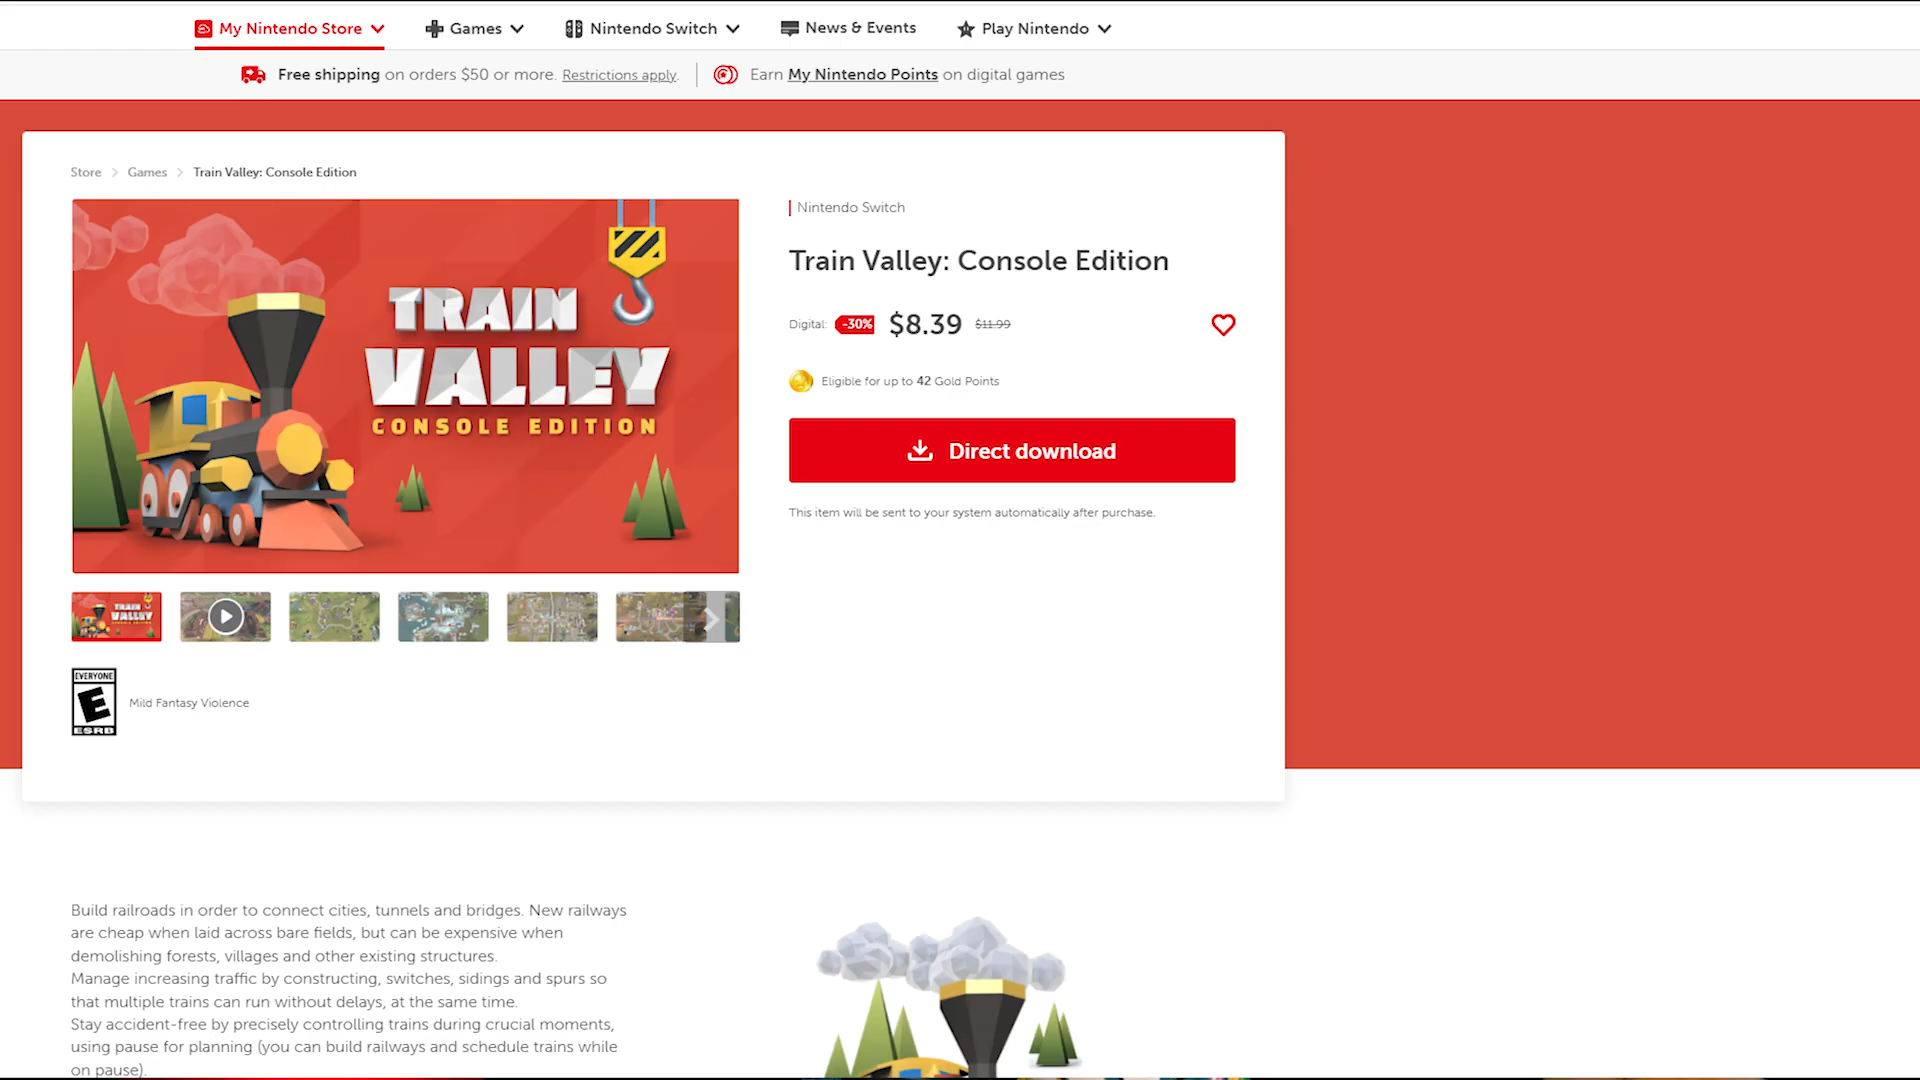 My Nintendo Store
Games
Nintendo Switch
News & Events
Play Nintendo
Free shipping on orders $50 or more. Restrictions apply.
Earn My Nintendo Points on digital games
Store > Games > Train Valley: Console Edition
TRAIN
VALLEY
CONSOLE EDITION
Nintendo Switch
Train Valley: Console Edition
Digital: -30% $8.39 $11.99
Eligible for up to 42 Gold Points
Direct download
This item will be sent to your system automatically after purchase.
TRAIN
VALLEY
EVERYONE
E
ESRB
Mild Fantasy Violence
Build railroads in order to connect cities, tunnels and bridges. New railways
are cheap when laid across bare fields, but can be expensive when
demolishing forests, villages and other existing structures.
Manage increasing traffic by constructing, switches, sidings and spurs so
that multiple trains can run without delays, at the same time.
Stay accident-free by precisely controlling trains during crucial moments,
using pause for planning (you can build railways and schedule trains while
on pause).